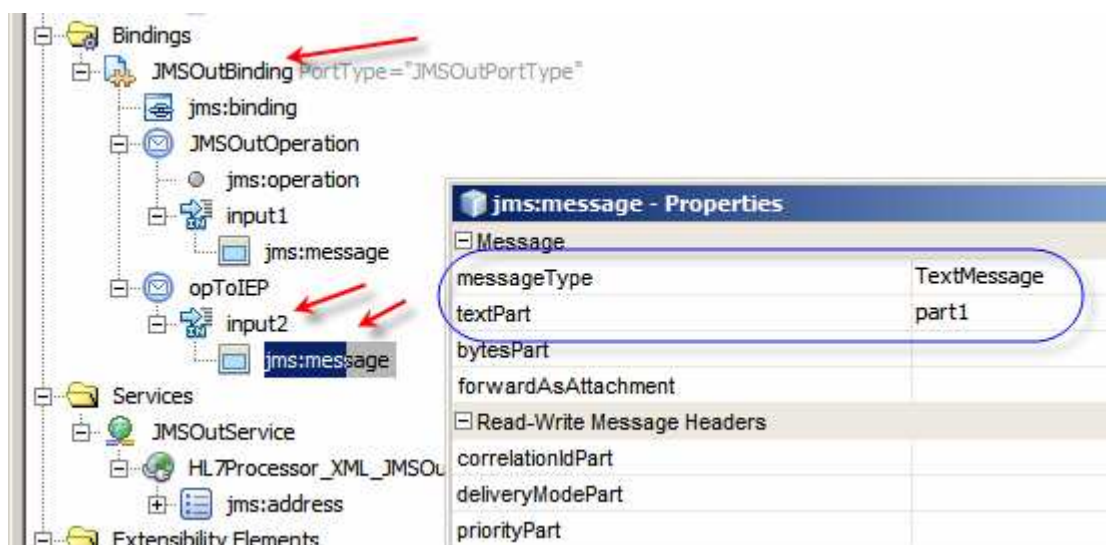 Bindings
JMSOutBinding PortType="JMSOutPortType"
jms:binding
JMSOutOperation
jms:operation
input1
jms:message
opToIEP
input2
jms:message
Services
JMSOutService
HL7Processor_XML_JMSOu
jms:address
Extensibility Elements
jms:message - Properties
Message
messageType TextMessage
textPart part1
bytesPart
forwardAsAttachment
Read-Write Message Headers
correlationIdPart
deliveryModePart
priorityPart